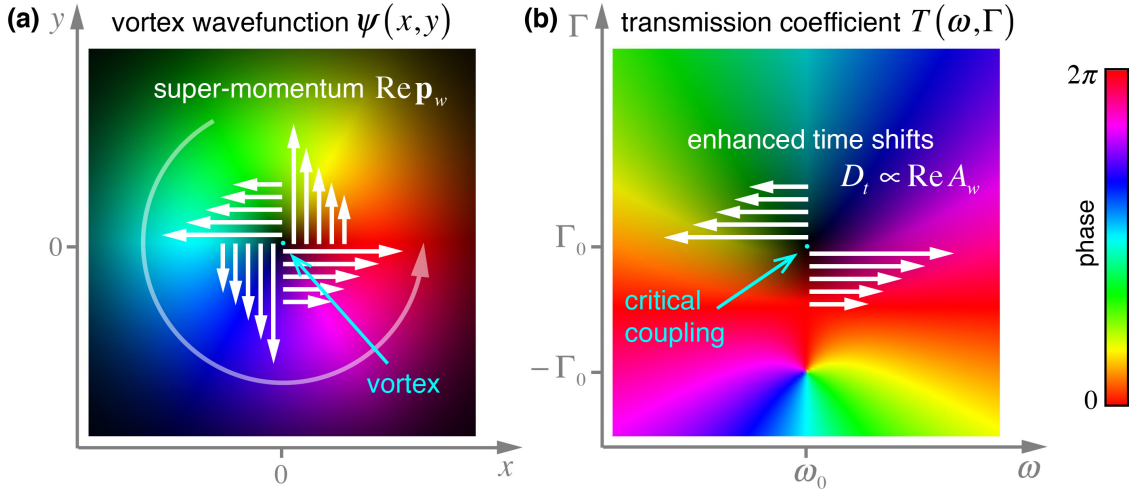 (a) y vortex wavefunction ψ(x,y)
super-momentum Re p_w
0
vortex
0 x
(b) Γ transmission coefficient T(ω,Γ)
enhanced time shifts
D_t ∝ Re A_w
Γ_0
critical
coupling
−Γ_0
ω_0 ω
2π
phase
0